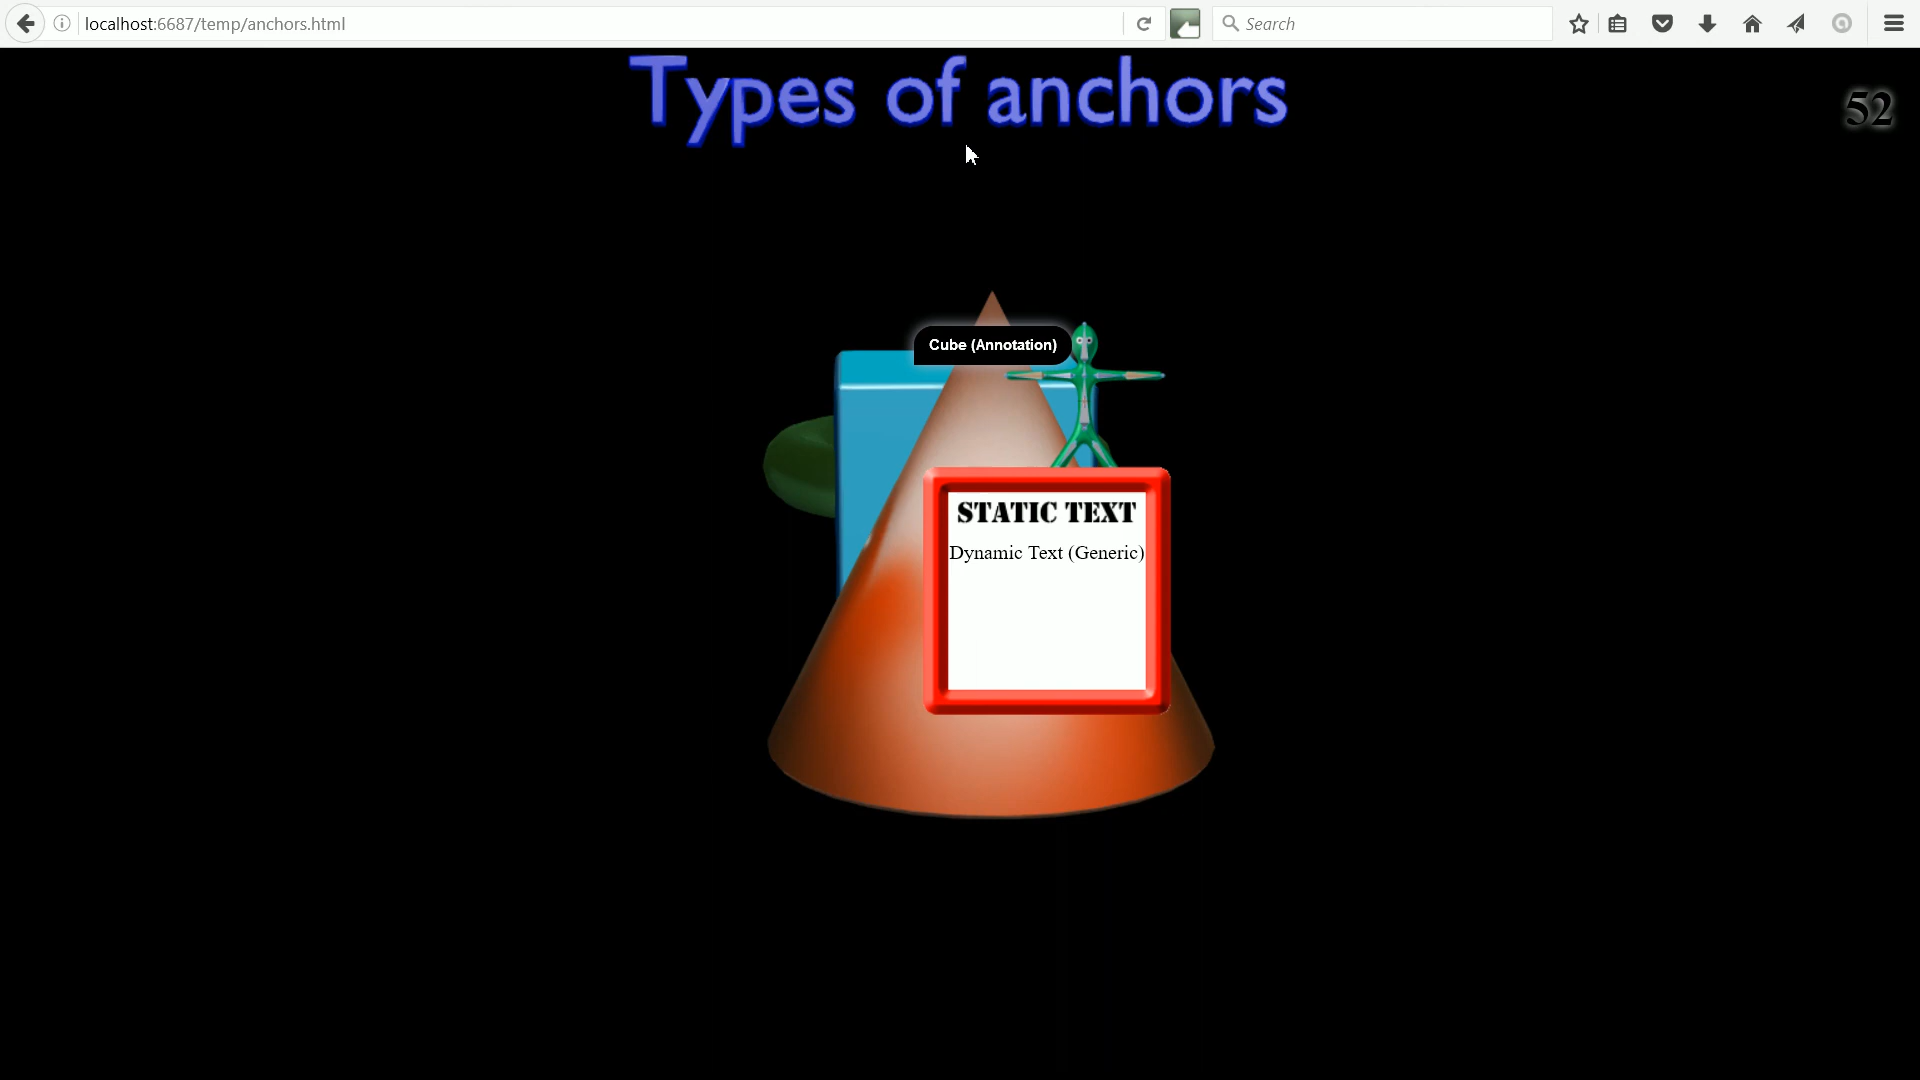 localhost:6687/temp/anchors.html
Search
Types of anchors
52
Cube (Annotation)
STATIC TEXT
Dynamic Text (Generic)